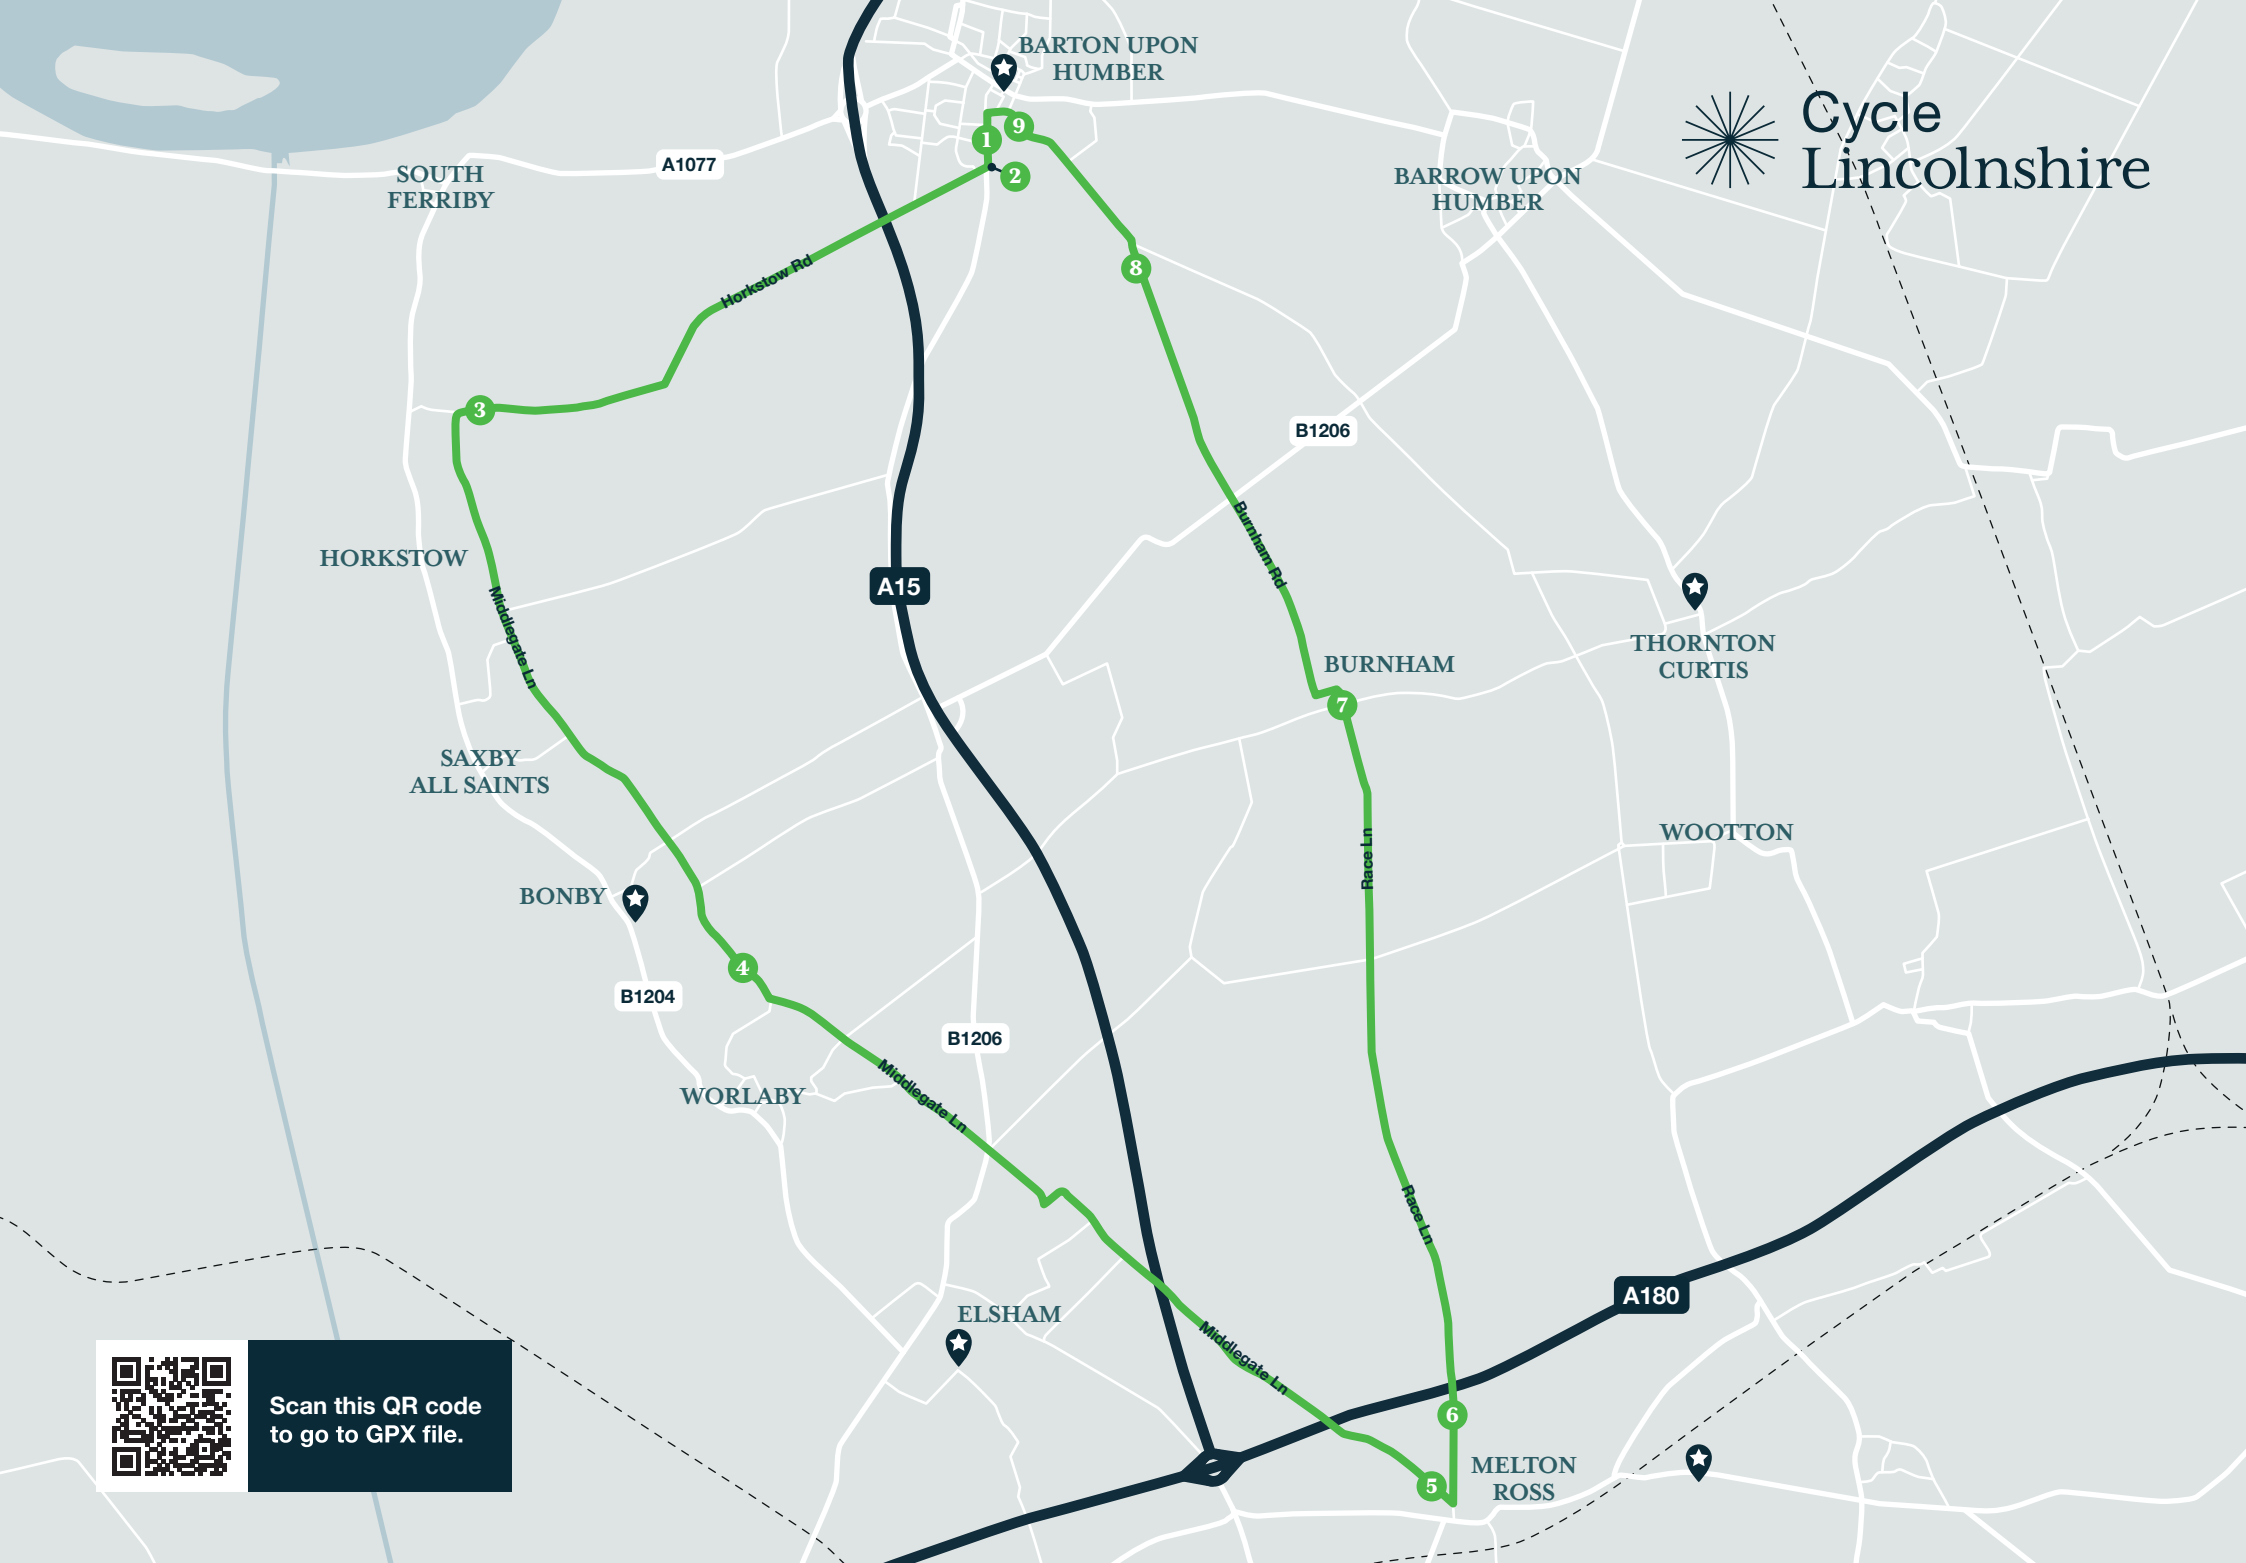 BARTON UPON
HUMBER
Cycle
Lincolnshire
1
9
2
A1077
SOUTH
FERRIBY
BARROW UPON
HUMBER
Horkstow Rd
8
3
B1206
HORKSTOW
Burnham Rd
A15
Middlegate Ln
THORNTON
CURTIS
BURNHAM
7
SAXBY
ALL SAINTS
WOOTTON
Race Ln
BONBY
4
B1204
B1206
WORLABY
Middlegate Ln
Race Ln
A180
ELSHAM
Middlegate Ln
Scan this QR code
to go to GPX file.
6
5
MELTON
ROSS